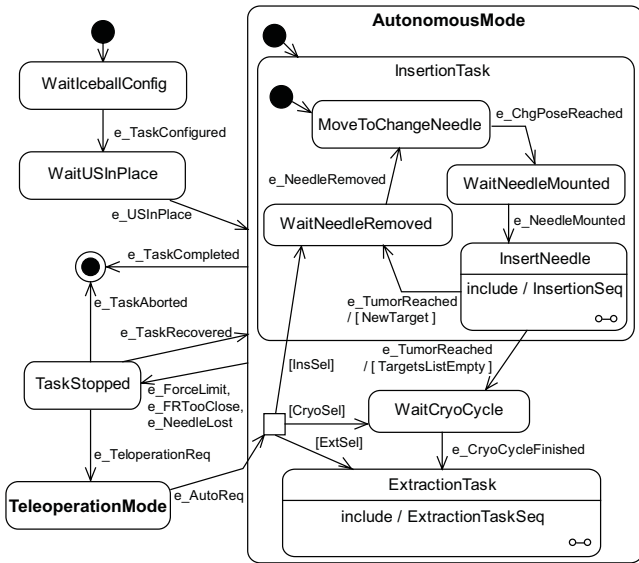 AutonomousMode
WaitIceballConfig
e_TaskConfigured
WaitUSInPlace
e_USInPlace
e_TaskCompleted
e_TaskAborted
e_TaskRecovered
TaskStopped
e_ForceLimit,
e_FRTooClose,
e_NeedleLost
e_TeloperationReq
TeleoperationMode
e_AutoReq
InsertionTask
MoveToChangeNeedle
e_ChgPoseReached
e_NeedleRemoved
WaitNeedleMounted
WaitNeedleRemoved
e_NeedleMounted
InsertNeedle
include / InsertionSeq
e_TumorReached
/ [ NewTarget ]
e_TumorReached
/ [ TargetsListEmpty ]
[InsSel]
[CryoSel]
WaitCryoCycle
[ExtSel]
e_CryoCycleFinished
ExtractionTask
include / ExtractionTaskSeq